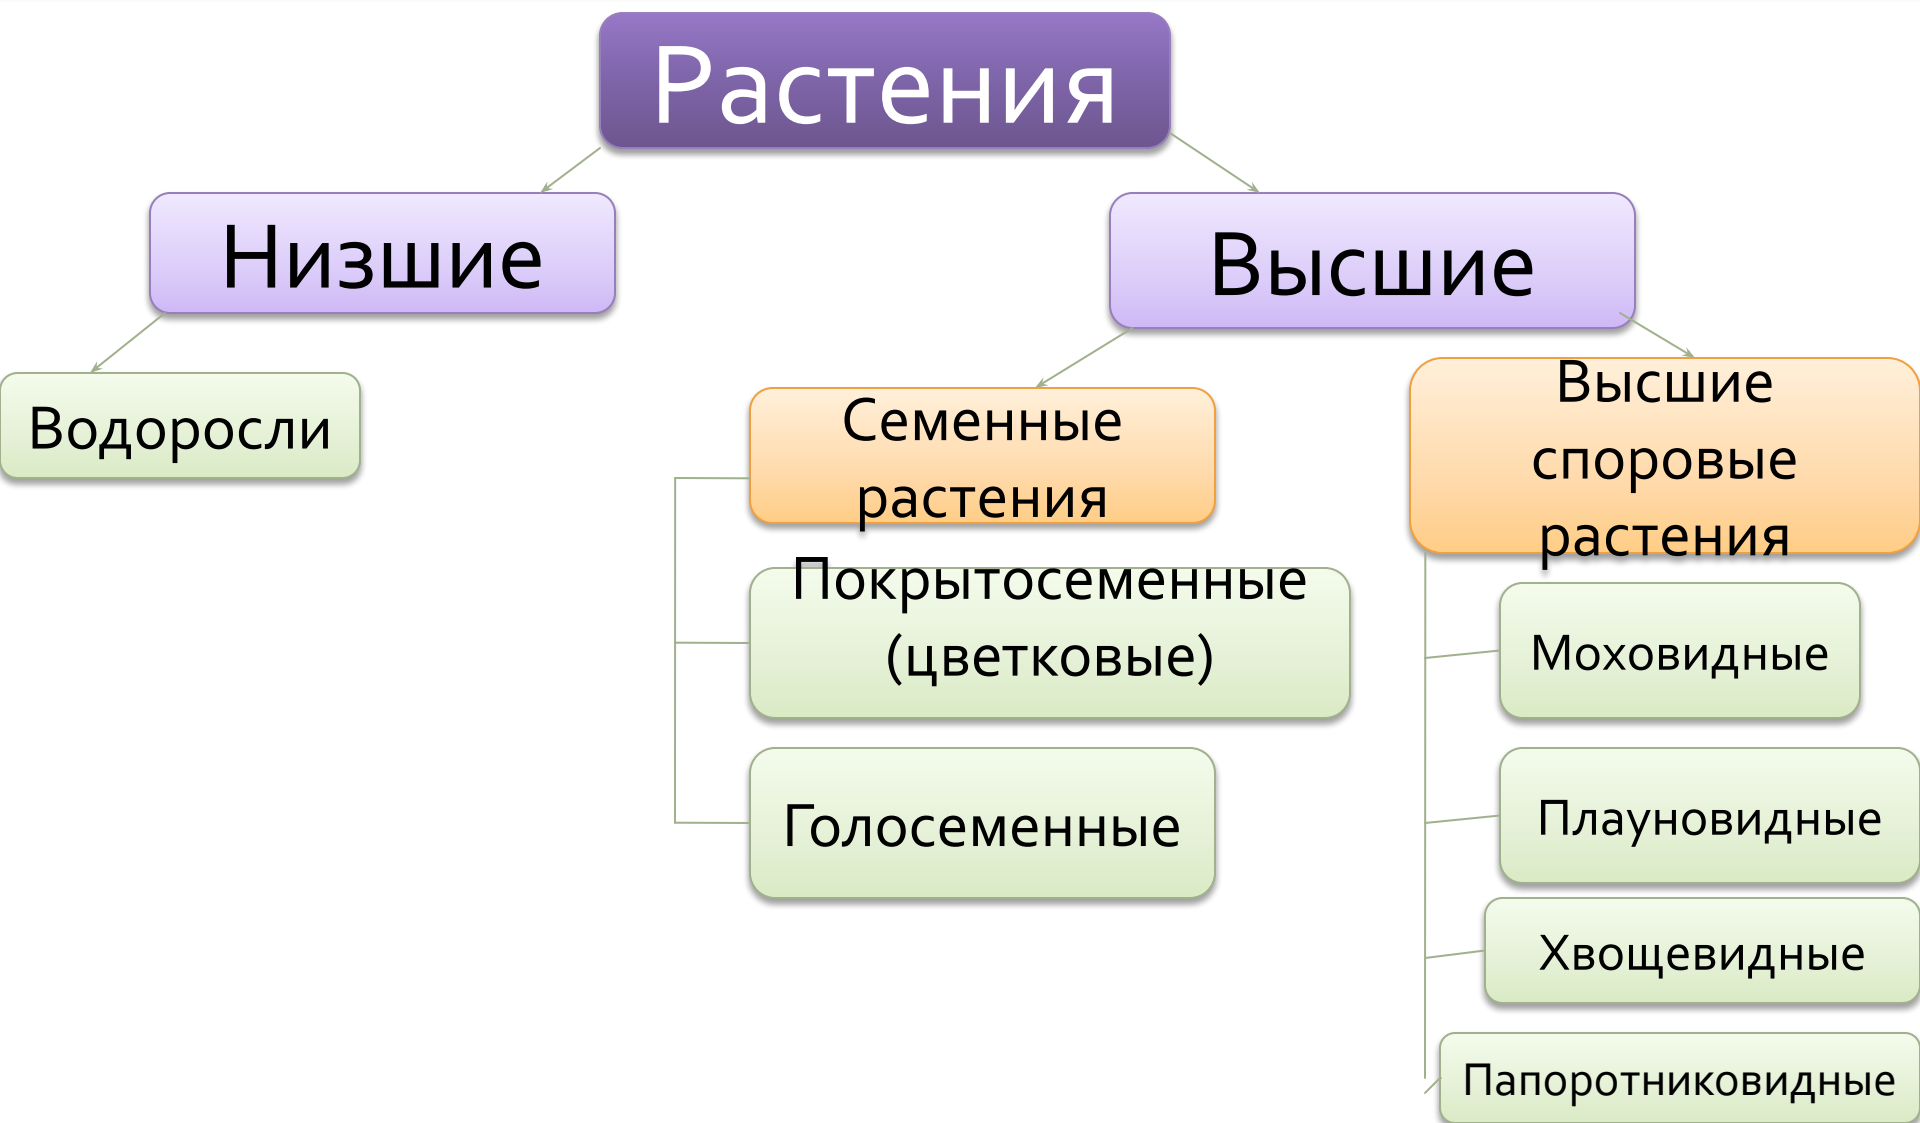 Растения
Низшие
Высшие
Водоросли
Семенные
растения
Покрытосеменные
(цветковые)
Голосеменные
Высшие
споровые
растения
Моховидные
Плауновидные
Хвощевидные
Папоротниковидные